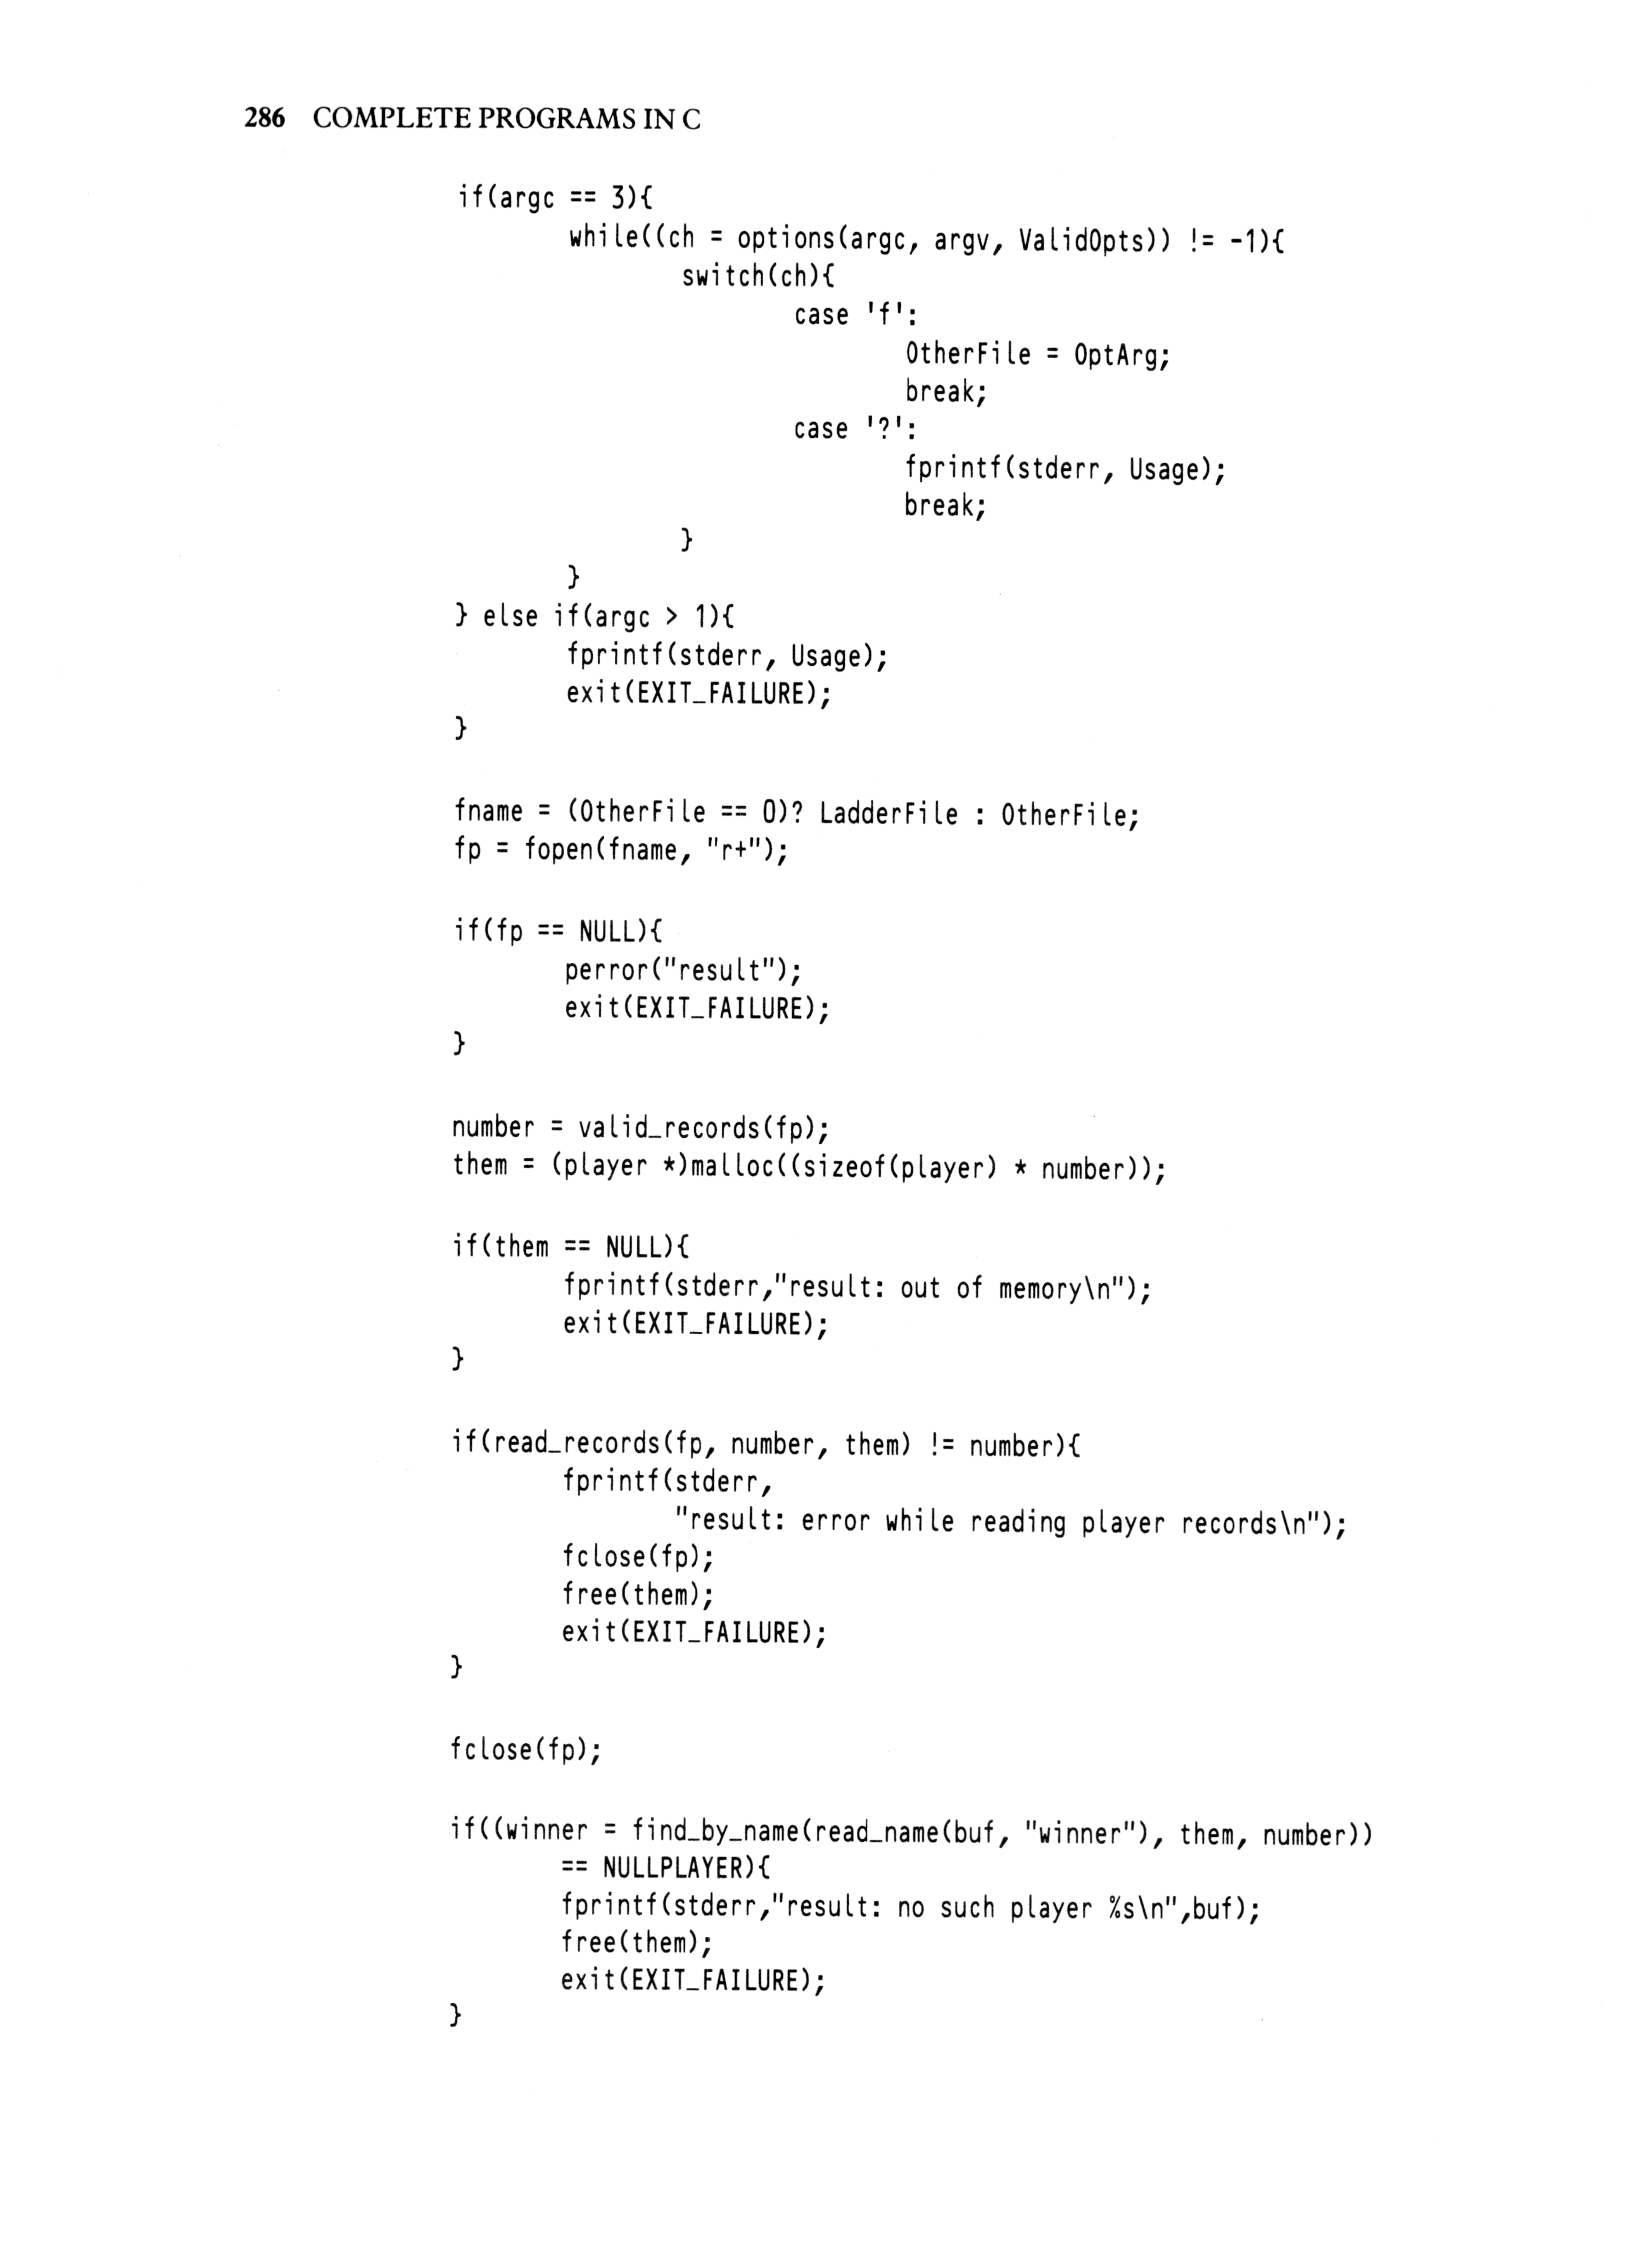 286 COMPLETE PROGRAMS IN C
if(argc == 3){
while((ch = options(argc, argv, ValidOpts)) != -1){
switch(ch){
case 'f':
OtherFile = OptArg;
break;
case '?':
fprintf(stderr, Usage);
break;
}
}
} else if(argc > 1){
fprintf(stderr, Usage);
exit(EXIT_FAILURE);
}
fname = (OtherFile == 0)? LadderFile : OtherFile;
fp = fopen(fname, "r+");
if(fp == NULL){
perror("result");
exit(EXIT_FAILURE);
}
number = valid_records(fp);
them = (player *)malloc((sizeof(player) * number));
if(them == NULL){
fprintf(stderr,"result: out of memory\n");
exit(EXIT_FAILURE);
}
if(read_records(fp, number, them) != number){
fprintf(stderr,
"result: error while reading player records\n");
fclose(fp);
free(them);
exit(EXIT_FAILURE);
}
fclose(fp);
if((winner = find_by_name(read_name(buf, "winner"), them, number))
== NULLPLAYER){
fprintf(stderr,"result: no such player %s\n",buf);
free(them);
exit(EXIT_FAILURE);
}